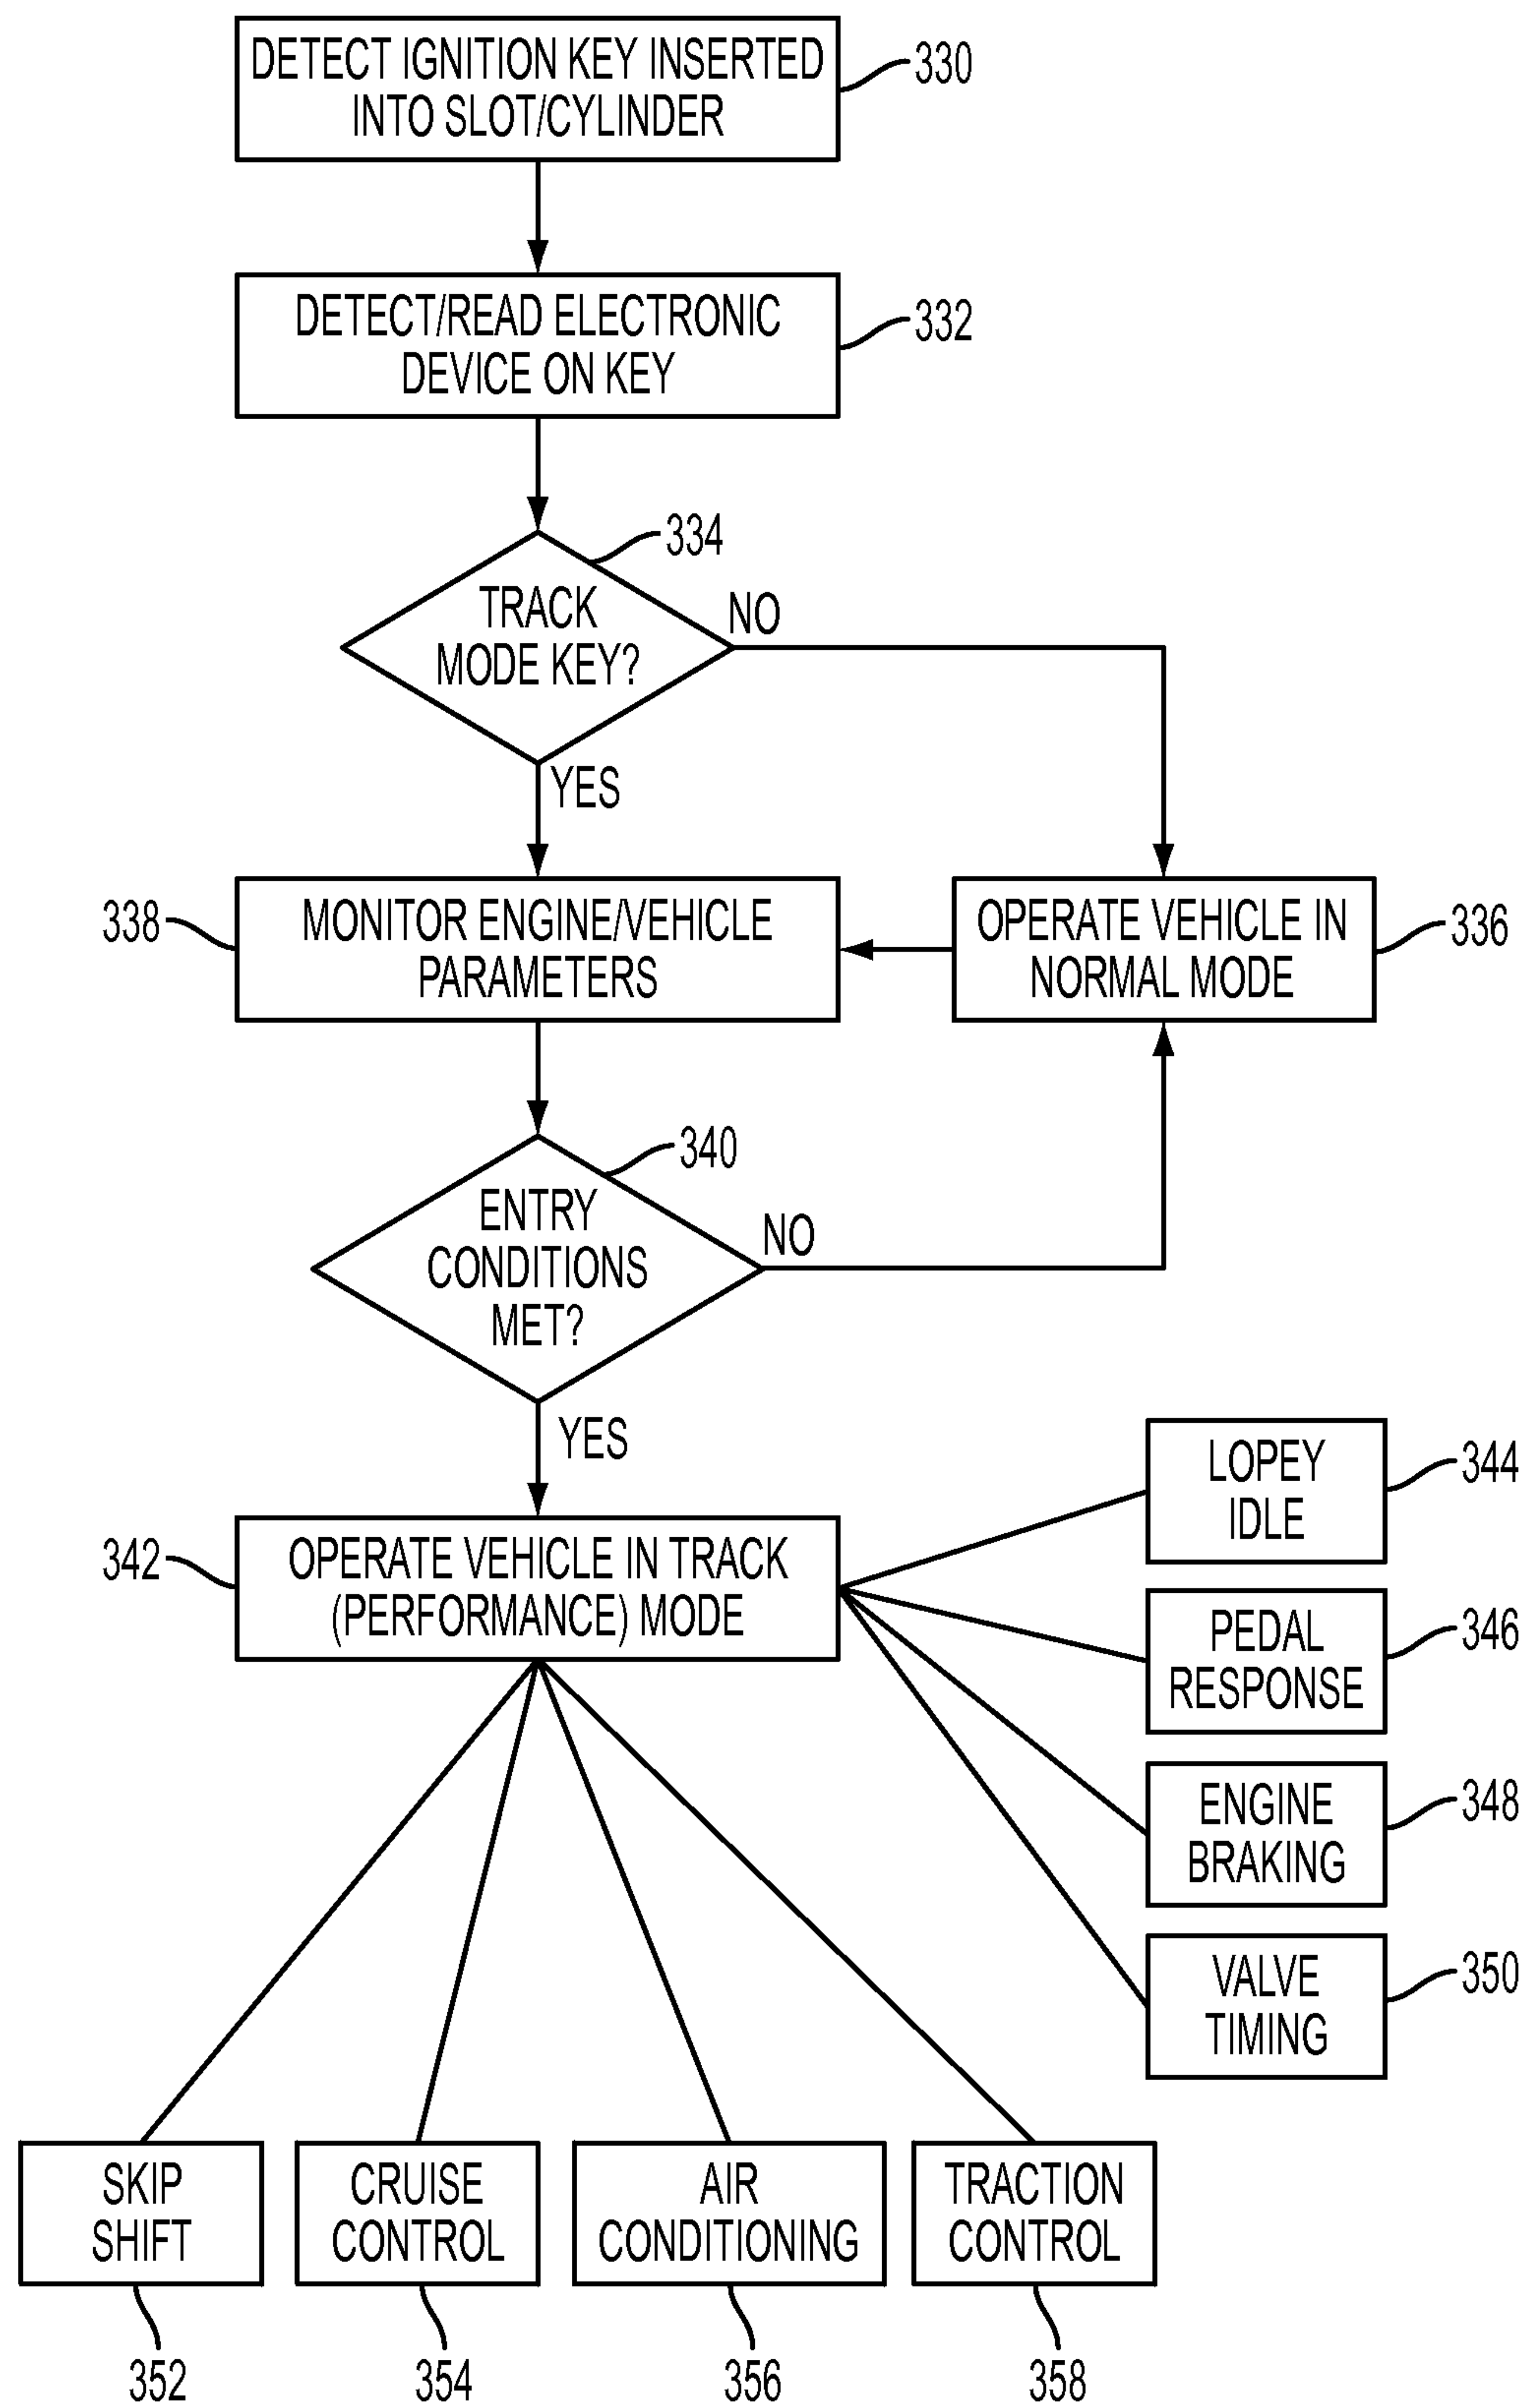 DETECT IGNITION KEY INSERTED
INTO SLOT/CYLINDER
330
DETECT/READ ELECTRONIC
DEVICE ON KEY
332
334
TRACK
MODE KEY?
NO
YES
338
MONITOR ENGINE/VEHICLE
PARAMETERS
OPERATE VEHICLE IN
NORMAL MODE
336
340
ENTRY
CONDITIONS
MET?
NO
YES
342
OPERATE VEHICLE IN TRACK
(PERFORMANCE) MODE
LOPEY
IDLE
344
PEDAL
RESPONSE
346
ENGINE
BRAKING
348
VALVE
TIMING
350
SKIP
SHIFT
CRUISE
CONTROL
AIR
CONDITIONING
TRACTION
CONTROL
352
354
356
358